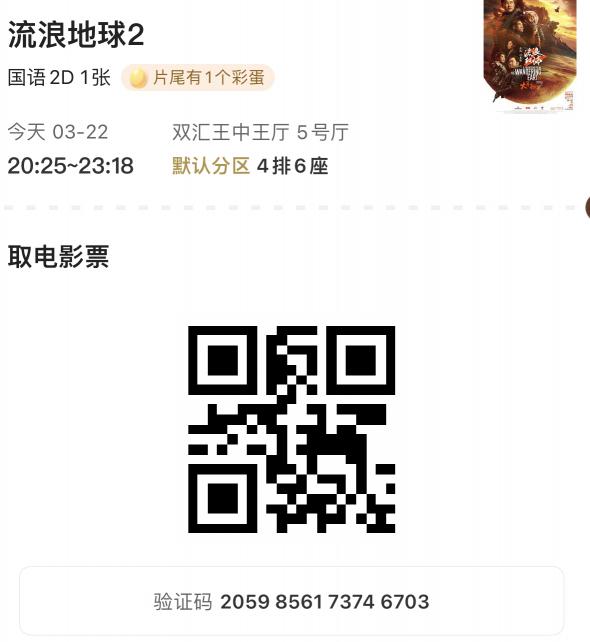 流浪地球2
国语2D 1张 片尾有1个彩蛋
今天 03-22 双汇王中王厅 5号厅
20:25~23:18 默认分区 4排6座
取电影票
验证码 2059 8561 7374 6703